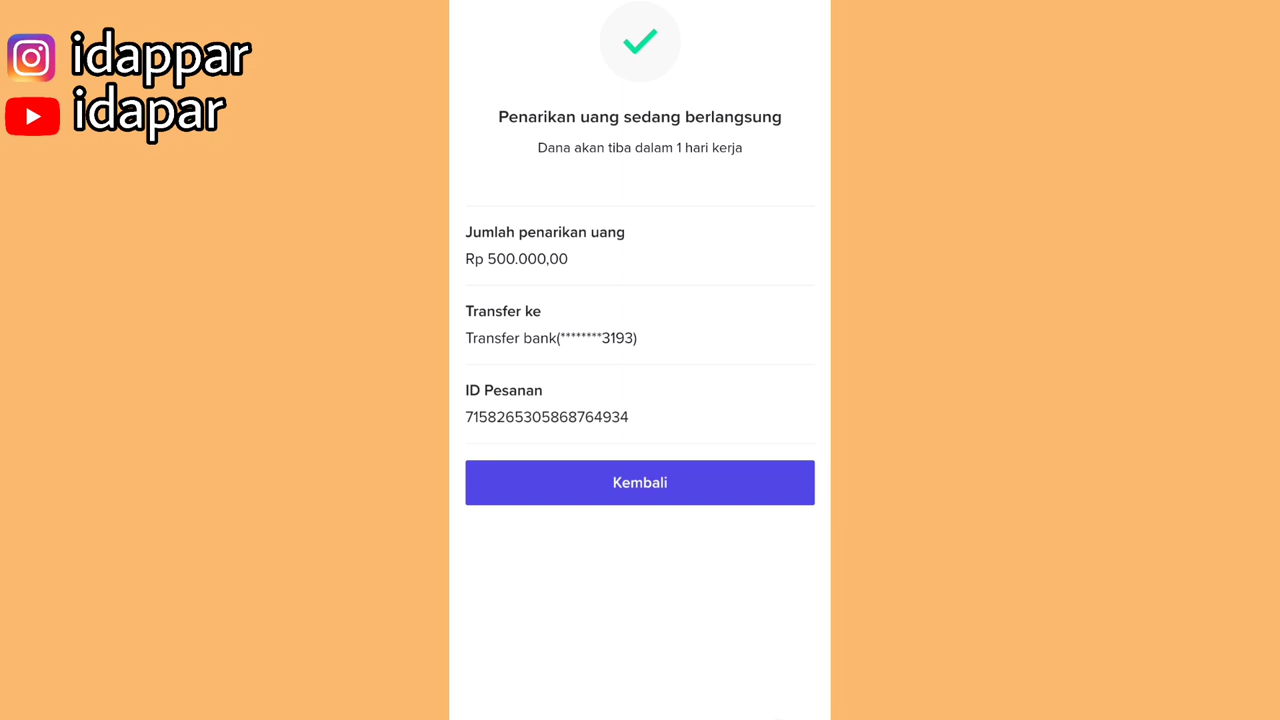 idappar
idapar
Penarikan uang sedang berlangsung
Dana akan tiba dalam 1 hari kerja
Jumlah penarikan uang
Rp 500.000,00
Transfer ke
Transfer bank(********3193)
ID Pesanan
7158265305868764934
Kembali